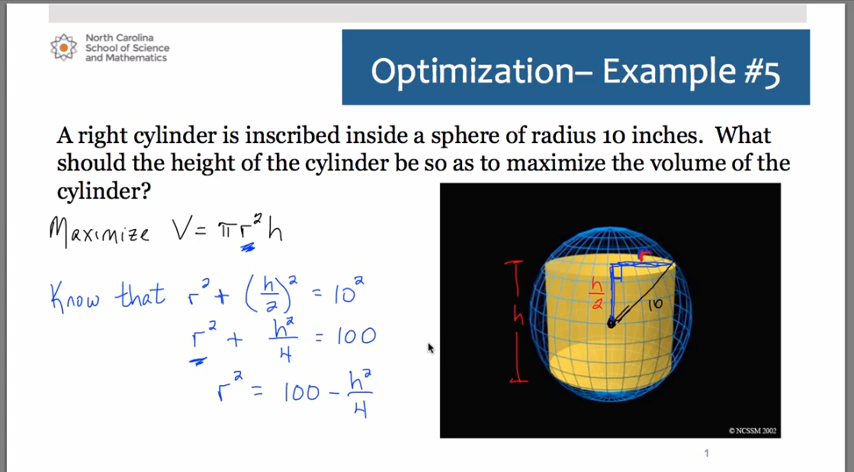 North Carolina
School of Science
and Mathematics
Optimization– Example #5
A right cylinder is inscribed inside a sphere of radius 10 inches. What
should the height of the cylinder be so as to maximize the volume of the
cylinder?
Maximize V = πr²h
Know that r² + (h/2)² = 10²
r² + h²/4 = 100
r² = 100 - h²/4
r
h/2
10
h
© NCSSM 2002
1